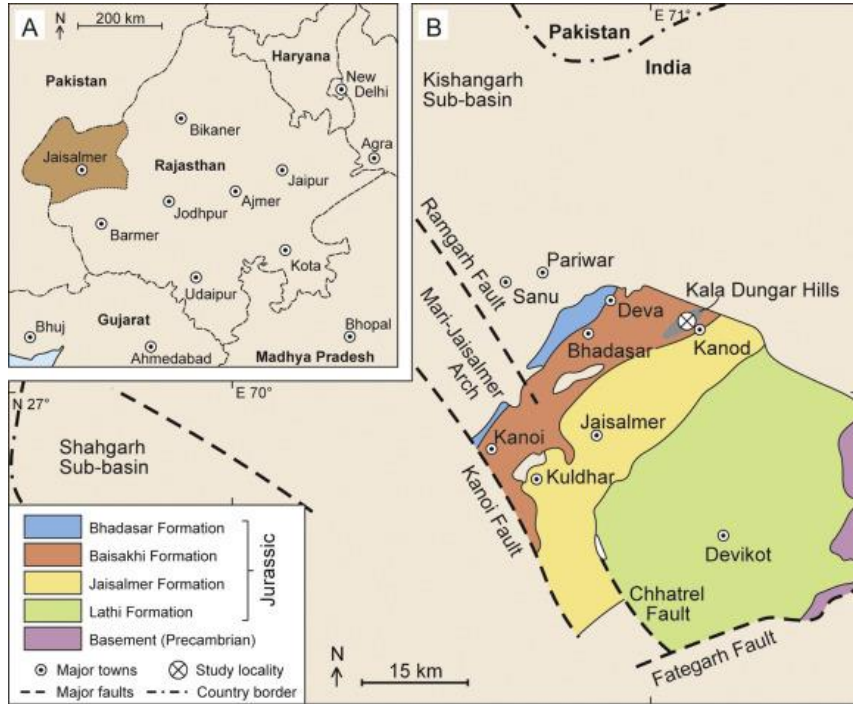 A
N
200 km
Haryana
Pakistan
New
Delhi
Bikaner
Agra
Jaisalmer
Rajasthan
Jaipur
Ajmer
Jodhpur
Barmer
Kota
Udaipur
Gujarat
Bhuj
Bhopal
Ahmedabad
Madhya Pradesh
B
E 71°
Pakistan
India
Kishangarh
Sub-basin
Ramgarh Fault
Pariwar
Sanu
Kala Dungar Hills
Deva
Mari-Jaisalmer
Arch
Bhadasar
Kanod
N 27°
E 70°
Jaisalmer
Shahgarh
Sub-basin
Kanoi
Kuldhar
Kanoi Fault
Devikot
Chhatrel
Fault
Fategarh Fault
Bhadasar Formation
Baisakhi Formation
Jaisalmer Formation
Lathi Formation
Jurassic
Basement (Precambrian)
Major towns
Study locality
Major faults
Country border
N
15 km